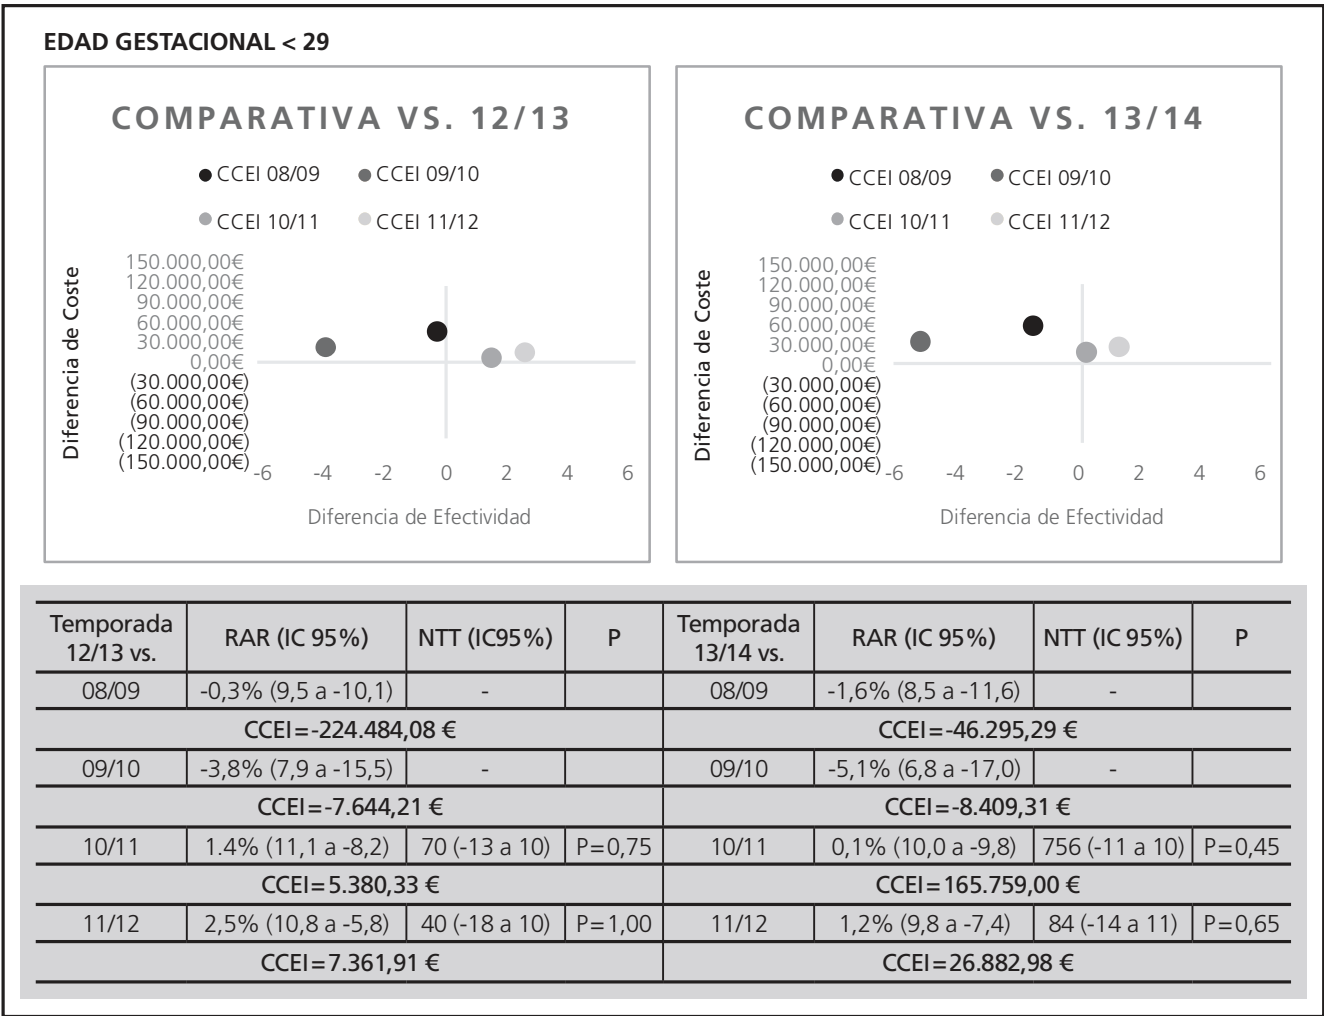 EDAD GESTACIONAL < 29
COMPARATIVA VS. 12/13
CCEI 08/09 CCEI 09/10
CCEI 10/11 CCEI 11/12
Diferencia de Coste
150.000,00€
120.000,00€
90.000,00€
60.000,00€
30.000,00€
0,00€
(30.000,00€)
(60.000,00€)
(90.000,00€)
(120.000,00€)
(150.000,00€)
-6 -4 -2 0 2 4 6
Diferencia de Efectividad
COMPARATIVA VS. 13/14
CCEI 08/09 CCEI 09/10
CCEI 10/11 CCEI 11/12
Diferencia de Coste
150.000,00€
120.000,00€
90.000,00€
60.000,00€
30.000,00€
0,00€
(30.000,00€)
(60.000,00€)
(90.000,00€)
(120.000,00€)
(150.000,00€)
-6 -4 -2 0 2 4 6
Diferencia de Efectividad
Temporada 12/13 vs. RAR (IC 95%) NTT (IC95%) P Temporada 13/14 vs. RAR (IC 95%) NTT (IC 95%) P
08/09 -0,3% (9,5 a -10,1) - 08/09 -1,6% (8,5 a -11,6) -
CCEI=-224.484,08 € CCEI=-46.295,29 €
09/10 -3,8% (7,9 a -15,5) - 09/10 -5,1% (6,8 a -17,0) -
CCEI=-7.644,21 € CCEI=-8.409,31 €
10/11 1.4% (11,1 a -8,2) 70 (-13 a 10) P=0,75 10/11 0,1% (10,0 a -9,8) 756 (-11 a 10) P=0,45
CCEI=5.380,33 € CCEI=165.759,00 €
11/12 2,5% (10,8 a -5,8) 40 (-18 a 10) P=1,00 11/12 1,2% (9,8 a -7,4) 84 (-14 a 11) P=0,65
CCEI=7.361,91 € CCEI=26.882,98 €